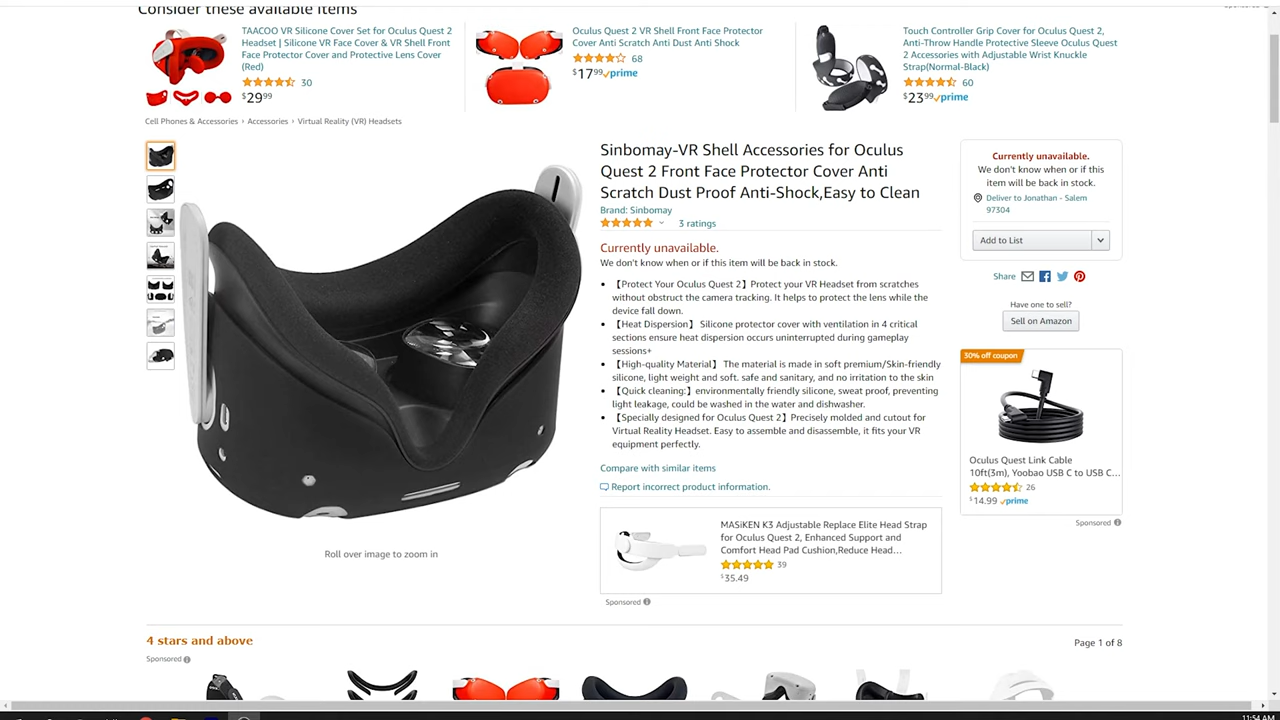 Consider these available items
TAACOO VR Silicone Cover Set for Oculus Quest 2
Headset | Silicone VR Face Cover & VR Shell Front
Face Protector Cover and Protective Lens Cover
(Red)
30
$29⁹⁹
Oculus Quest 2 VR Shell Front Face Protector
Cover Anti Scratch Anti Dust Anti Shock
68
$17⁹⁹ prime
Touch Controller Grip Cover for Oculus Quest 2,
Anti-Throw Handle Protective Sleeve Oculus Quest
2 Accessories with Adjustable Wrist Knuckle
Strap(Normal-Black)
60
$23⁹⁹ prime
Cell Phones & Accessories › Accessories › Virtual Reality (VR) Headsets
Sinbomay-VR Shell Accessories for Oculus
Quest 2 Front Face Protector Cover Anti
Scratch Dust Proof Anti-Shock,Easy to Clean
Brand: Sinbomay
3 ratings
Currently unavailable.
We don't know when or if this item will be back in stock.
• 【Protect Your Oculus Quest 2】Protect your VR Headset from scratches
without obstruct the camera tracking. It helps to protect the lens while the
device fall down.
• 【Heat Dispersion】 Silicone protector cover with ventilation in 4 critical
sections ensure heat dispersion occurs uninterrupted during gameplay
sessions+
• 【High-quality Material】 The material is made in soft premium/Skin-friendly
silicone, light weight and soft. safe and sanitary, and no irritation to the skin
• 【Quick cleaning:】environmentally friendly silicone, sweat proof, preventing
light leakage, could be washed in the water and dishwasher.
• 【Specially designed for Oculus Quest 2】Precisely molded and cutout for
Virtual Reality Headset. Easy to assemble and disassemble, it fits your VR
equipment perfectly.
Compare with similar items
Report incorrect product information.
MASiKEN K3 Adjustable Replace Elite Head Strap
for Oculus Quest 2, Enhanced Support and
Comfort Head Pad Cushion,Reduce Head…
39
$35.49
Sponsored
Roll over image to zoom in
Currently unavailable.
We don't know when or if this
item will be back in stock.
Deliver to Jonathan - Salem
97304
Add to List
Share
Have one to sell?
Sell on Amazon
30% off coupon
Oculus Quest Link Cable
10ft(3m), Yoobao USB C to USB C…
26
$14.99 prime
Sponsored
4 stars and above
Page 1 of 8
Sponsored
11:54 AM